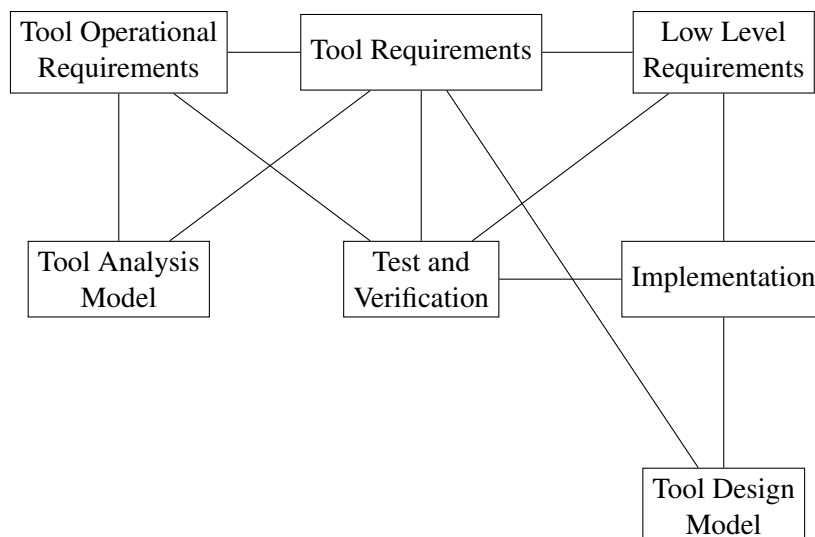 Tool Operational
Requirements
Tool Requirements
Low Level
Requirements
Tool Analysis
Model
Test and
Verification
Implementation
Tool Design
Model